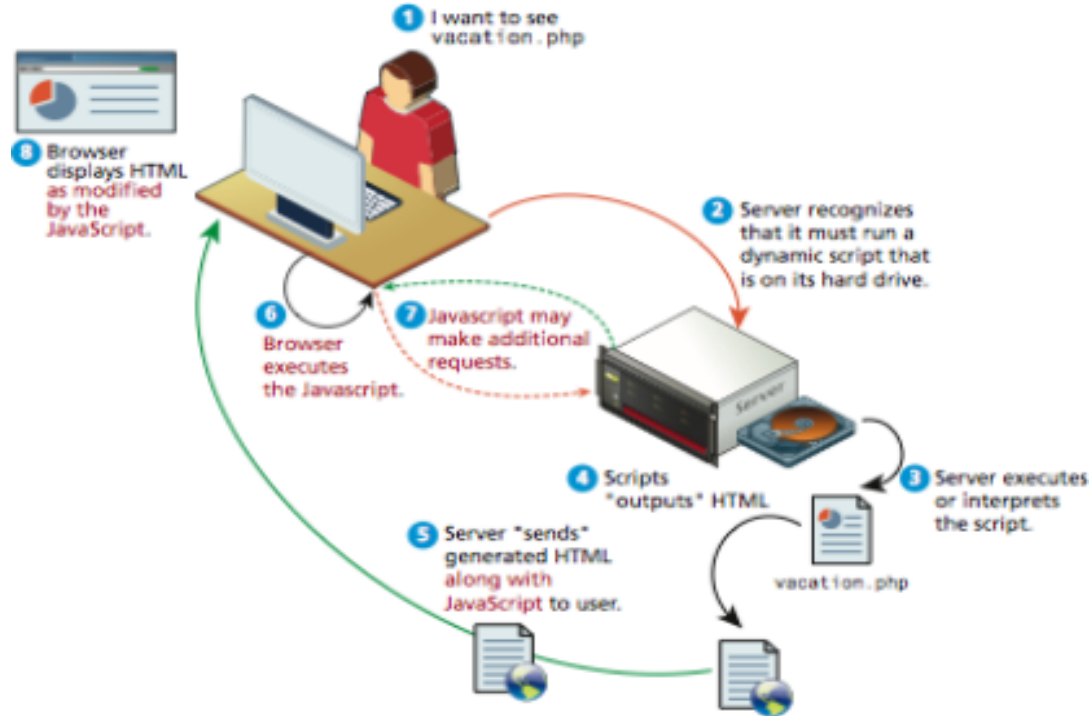 1 I want to see
vacation.php
8 Browser
displays HTML
as modified
by the
JavaScript.
2 Server recognizes
that it must run a
dynamic script that
is on its hard drive.
6
Browser
executes
the Javascript.
7 Javascript may
make additional
requests.
Server
4 Scripts
"outputs" HTML
3 Server executes
or interprets
the script.
vacation.php
5 Server "sends"
generated HTML
along with
JavaScript to user.